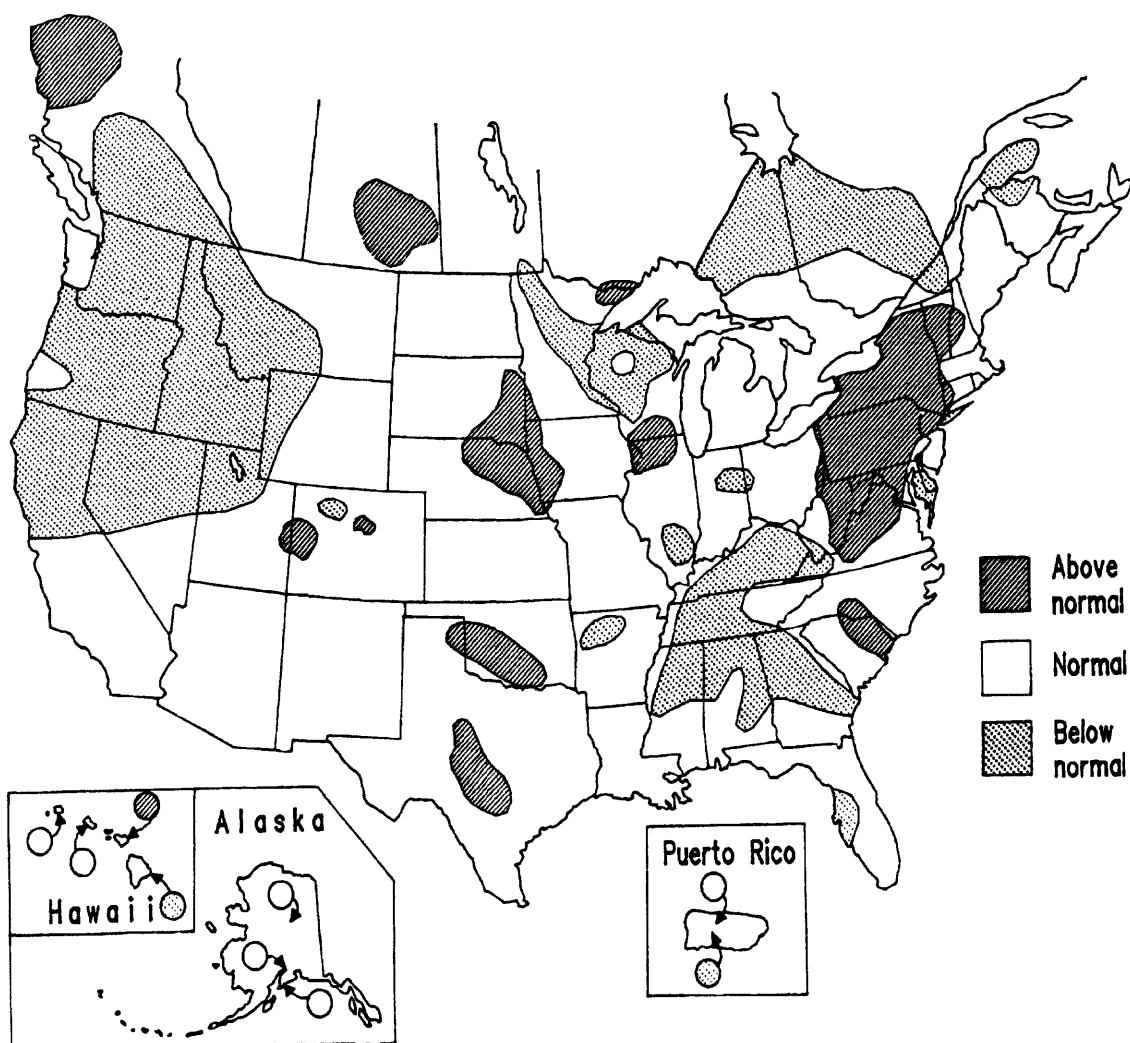 Above
normal
Normal
Below
normal
Alaska
Hawaii
Puerto Rico